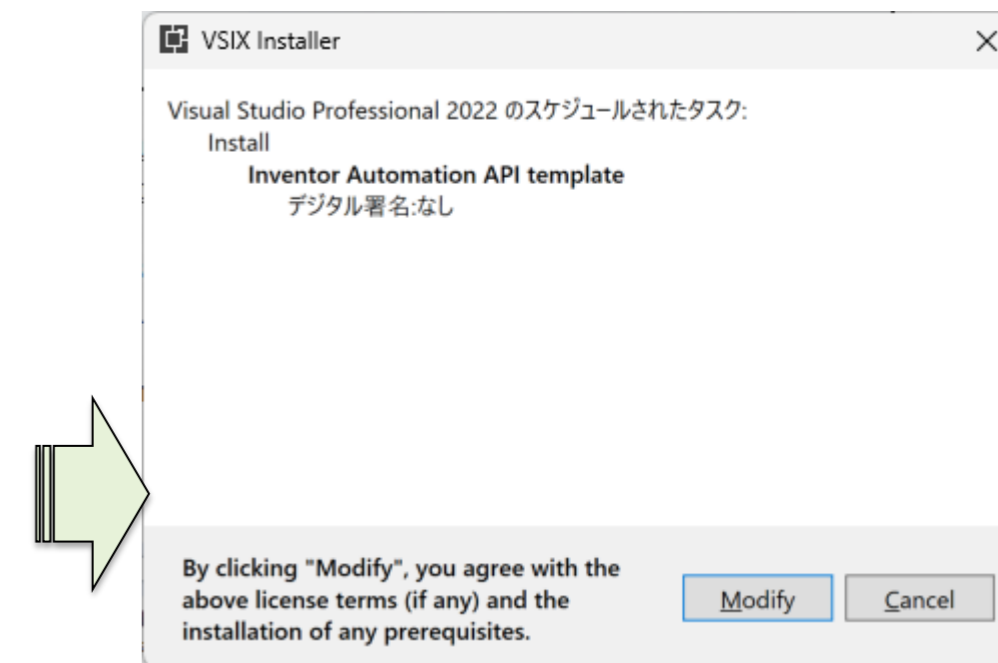 VSIX Installer
Visual Studio Professional 2022 のスケジュールされたタスク:
Install
Inventor Automation API template
デジタル署名:なし
By clicking "Modify", you agree with the
above license terms (if any) and the
installation of any prerequisites.
Modify
Cancel